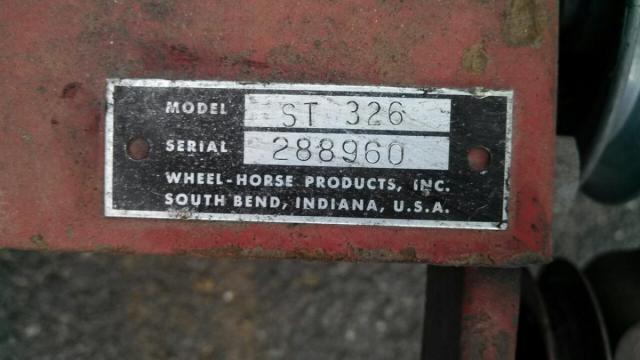 MODEL ST 326
SERIAL 288960
WHEEL-HORSE PRODUCTS, INC.
SOUTH BEND, INDIANA, U.S.A.